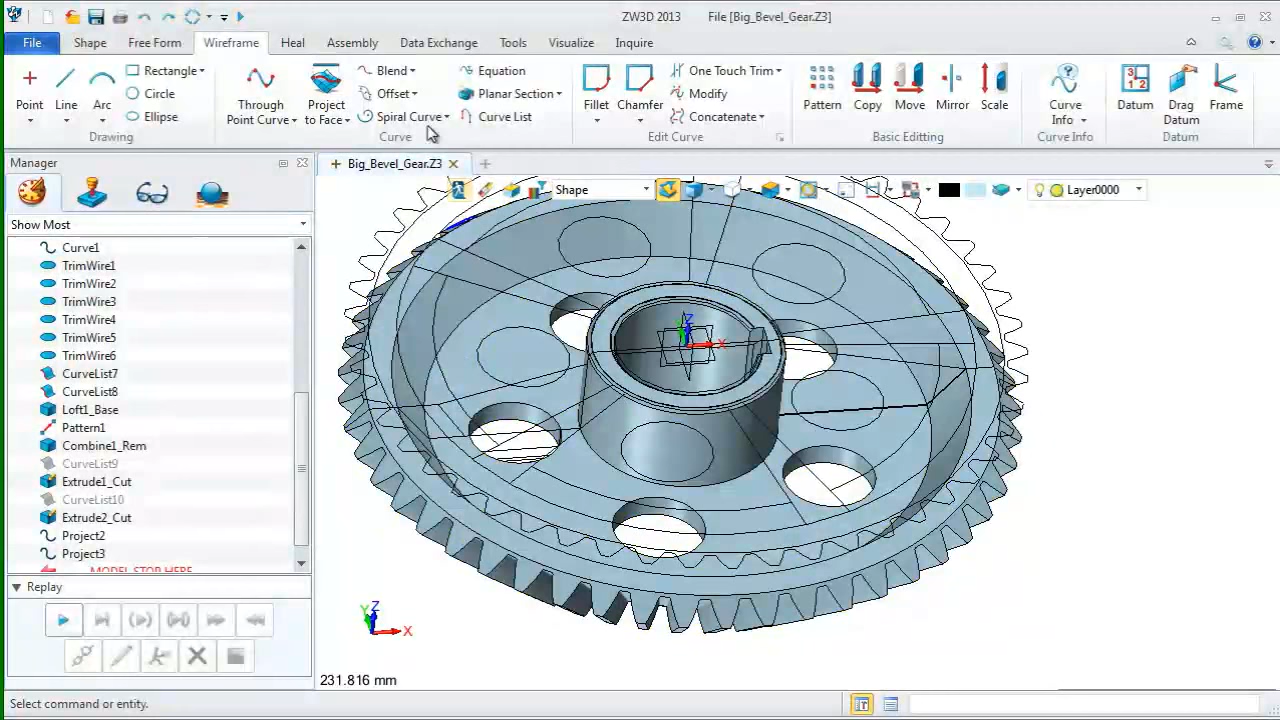 ZW3D 2013 File [Big_Bevel_Gear.Z3]
File Shape Free Form Wireframe Heal Assembly Data Exchange Tools Visualize Inquire
Point Line Arc
Rectangle
Circle
Ellipse
Drawing
Through Point Curve
Project to Face
Blend
Offset
Spiral Curve
Equation
Planar Section
Curve List
Curve
Fillet Chamfer
One Touch Trim
Modify
Concatenate
Edit Curve
Pattern Copy Move Mirror Scale
Basic Editing
Curve Info
Curve Info
Datum
Drag Datum
Frame
Datum
Manager
Big_Bevel_Gear.Z3
Shape
Layer0000
Show Most
Curve1
TrimWire1
TrimWire2
TrimWire3
TrimWire4
TrimWire5
TrimWire6
CurveList7
CurveList8
Loft1_Base
Pattern1
Combine1_Rem
CurveList9
Extrude1_Cut
CurveList10
Extrude2_Cut
Project2
Project3
MODEL STOP HERE
Replay
Z
Y
X
Z
X
231.816 mm
Select command or entity.